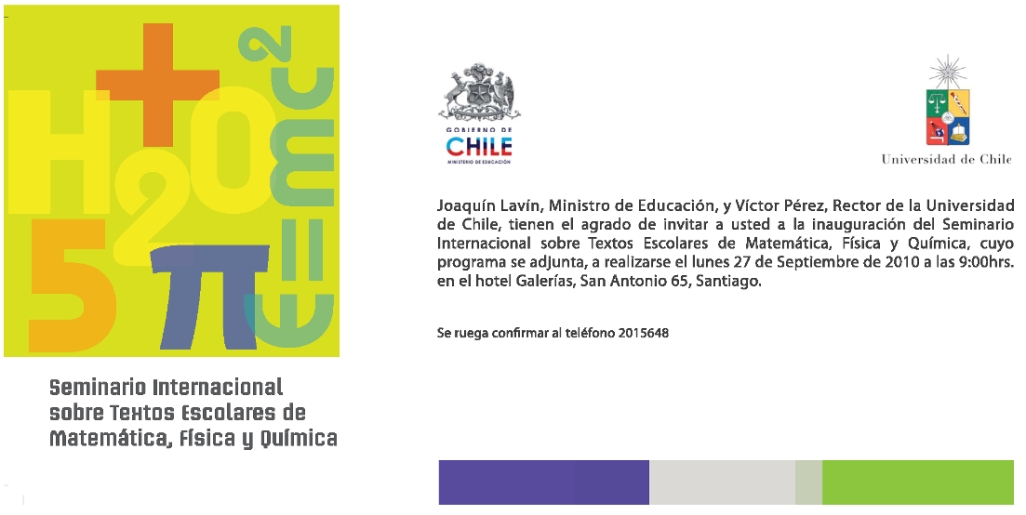 +
H2O
e=mc²
5
π
Seminario Internacional
sobre Textos Escolares de
Matemática, Física y Química
GOBIERNO DE
CHILE
MINISTERIO DE EDUCACIÓN
Universidad de Chile
Joaquín Lavín, Ministro de Educación, y Víctor Pérez, Rector de la Universidad
de Chile, tienen el agrado de invitar a usted a la inauguración del Seminario
Internacional sobre Textos Escolares de Matemática, Física y Química, cuyo
programa se adjunta, a realizarse el lunes 27 de Septiembre de 2010 a las 9:00hrs.
en el hotel Galerías, San Antonio 65, Santiago.
Se ruega confirmar al teléfono 2015648